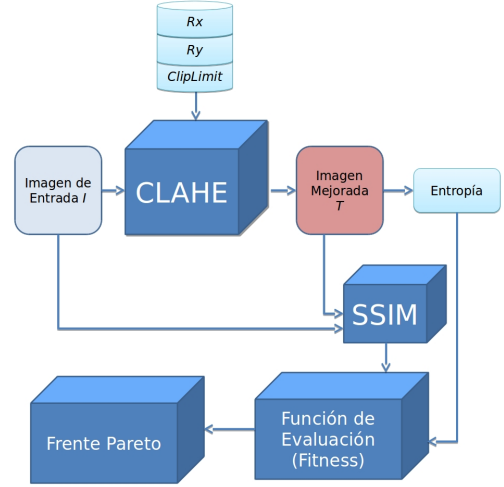 Rx
Ry
ClipLimit
Imagen de
Entrada I
CLAHE
Imagen
Mejorada
T
Entropía
SSIM
Función de
Evaluación
(Fitness)
Frente Pareto